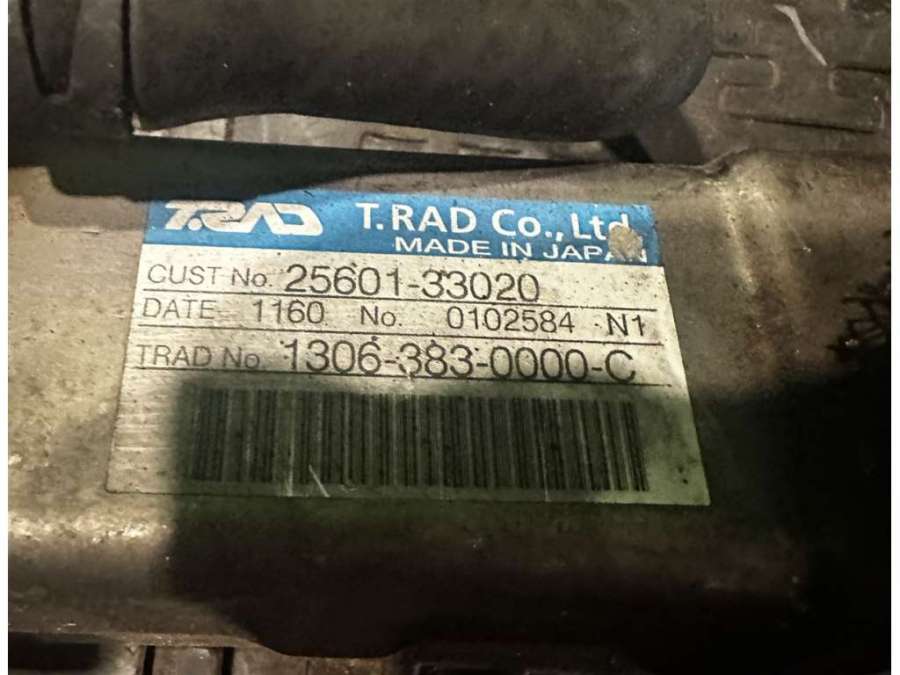 T.RAD T.RAD Co., Ltd.
MADE IN JAPAN
CUST No. 25601-33020
DATE 1160 No. 0102584 N1
TRAD No. 1306-383-0000-C